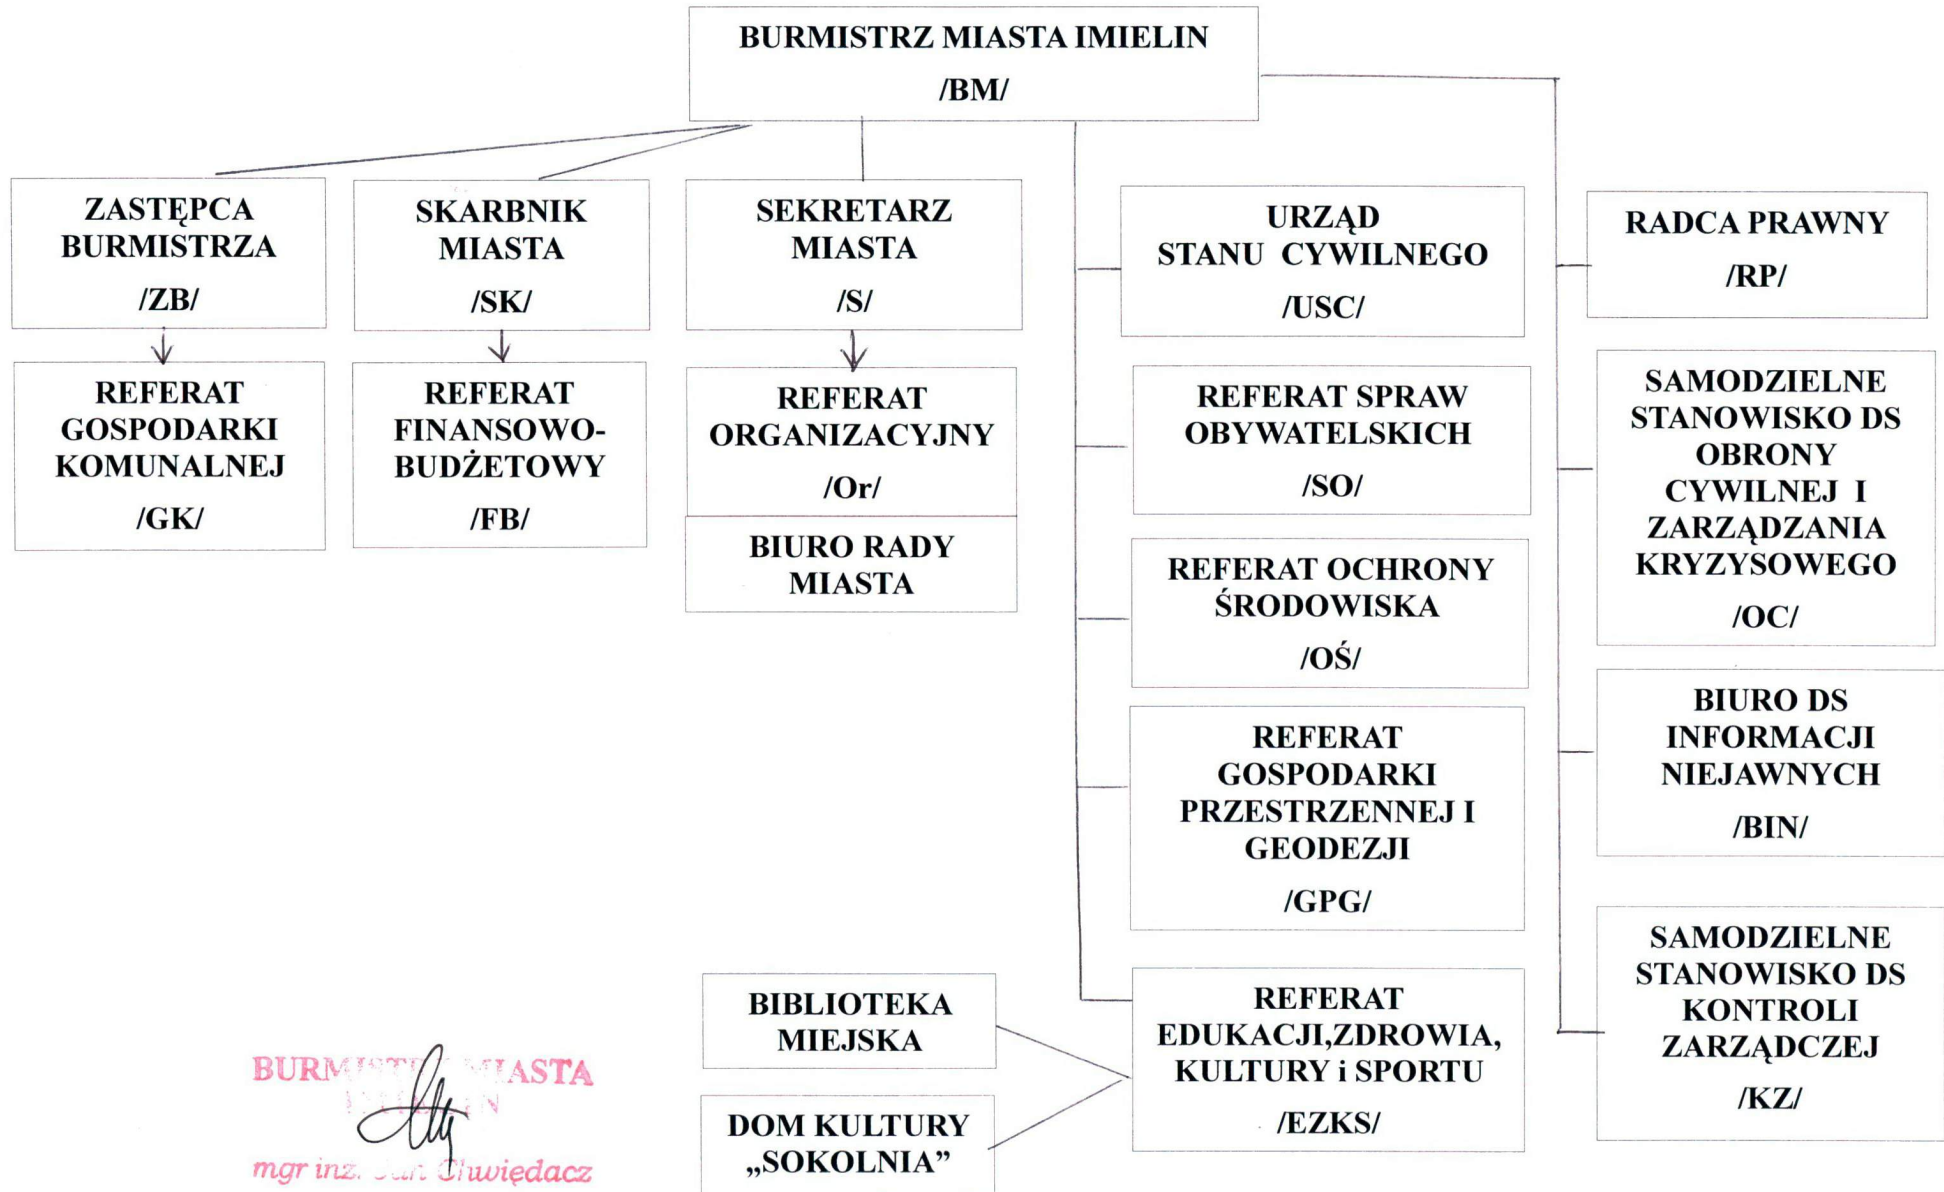 BURMISTRZ MIASTA IMIELIN
/BM/
ZASTĘPCA
BURMISTRZA
/ZB/
SKARBNIK
MIASTA
/SK/
SEKRETARZ
MIASTA
/S/
URZĄD
STANU CYWILNEGO
/USC/
RADCA PRAWNY
/RP/
REFERAT
GOSPODARKI
KOMUNALNEJ
/GK/
REFERAT
FINANSOWO-
BUDŻETOWY
/FB/
REFERAT
ORGANIZACYJNY
/Or/
BIURO RADY
MIASTA
REFERAT SPRAW
OBYWATELSKICH
/SO/
SAMODZIELNE
STANOWISKO DS
OBRONY
CYWILNEJ I
ZARZĄDZANIA
KRYZYSOWEGO
/OC/
REFERAT OCHRONY
ŚRODOWISKA
/OŚ/
REFERAT
GOSPODARKI
PRZESTRZENNEJ I
GEODEZJI
/GPG/
BIURO DS
INFORMACJI
NIEJAWNYCH
/BIN/
SAMODZIELNE
STANOWISKO DS
KONTROLI
ZARZĄDCZEJ
/KZ/
BIBLIOTEKA
MIEJSKA
REFERAT
EDUKACJI,ZDROWIA,
KULTURY i SPORTU
/EZKS/
DOM KULTURY
„SOKOLNIA”
BURMISTRZ MIASTA
mgr inż. Jan Chwiędacz